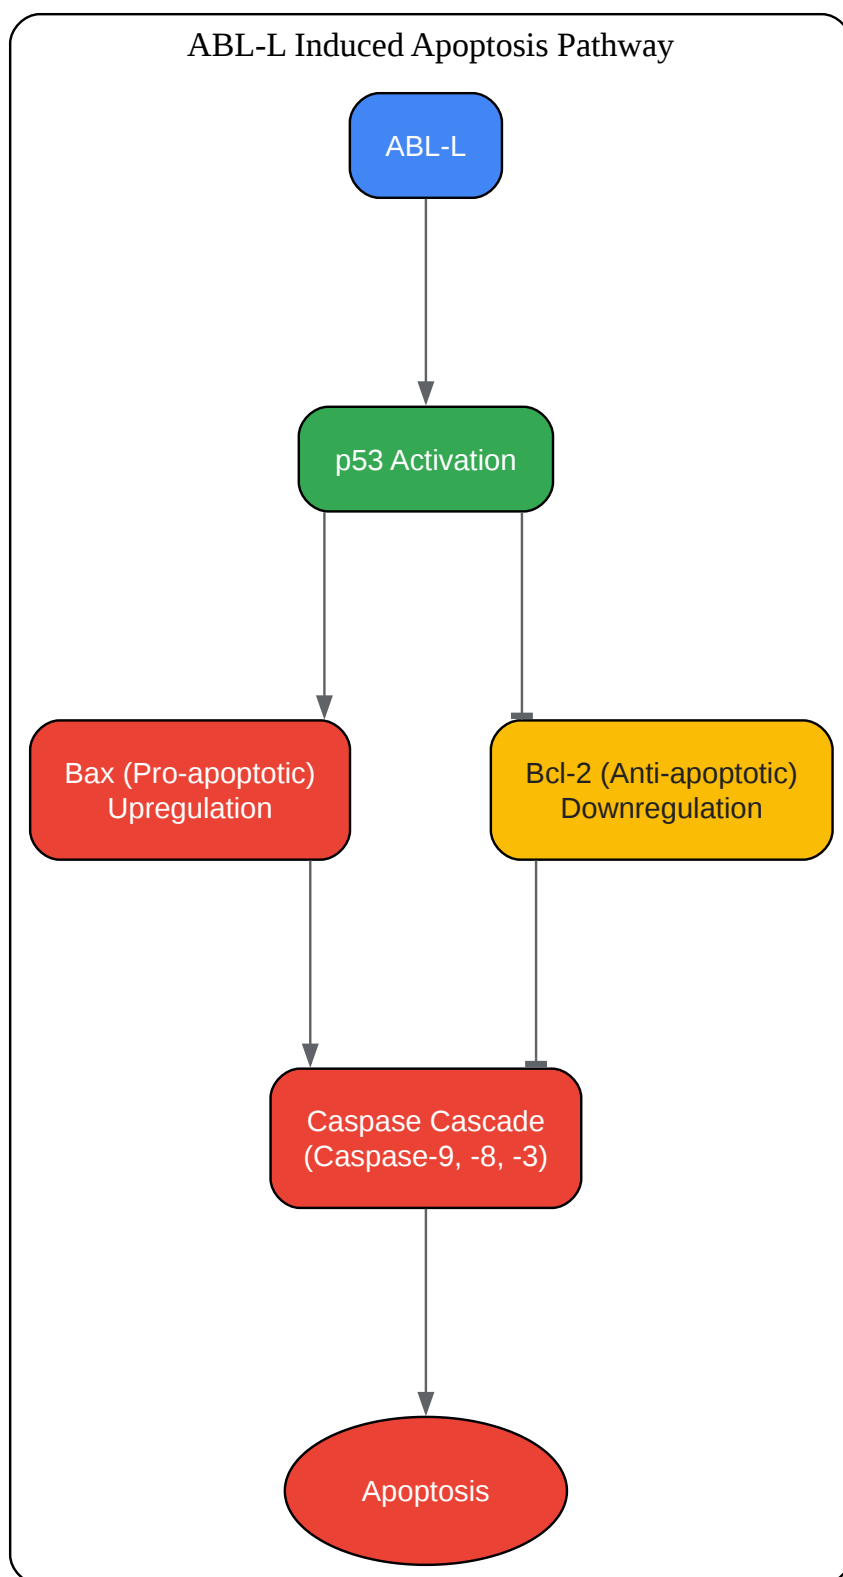 ABL-L Induced Apoptosis Pathway
ABL-L
p53 Activation
Bax (Pro-apoptotic)
Upregulation
Bcl-2 (Anti-apoptotic)
Downregulation
Caspase Cascade
(Caspase-9, -8, -3)
Apoptosis